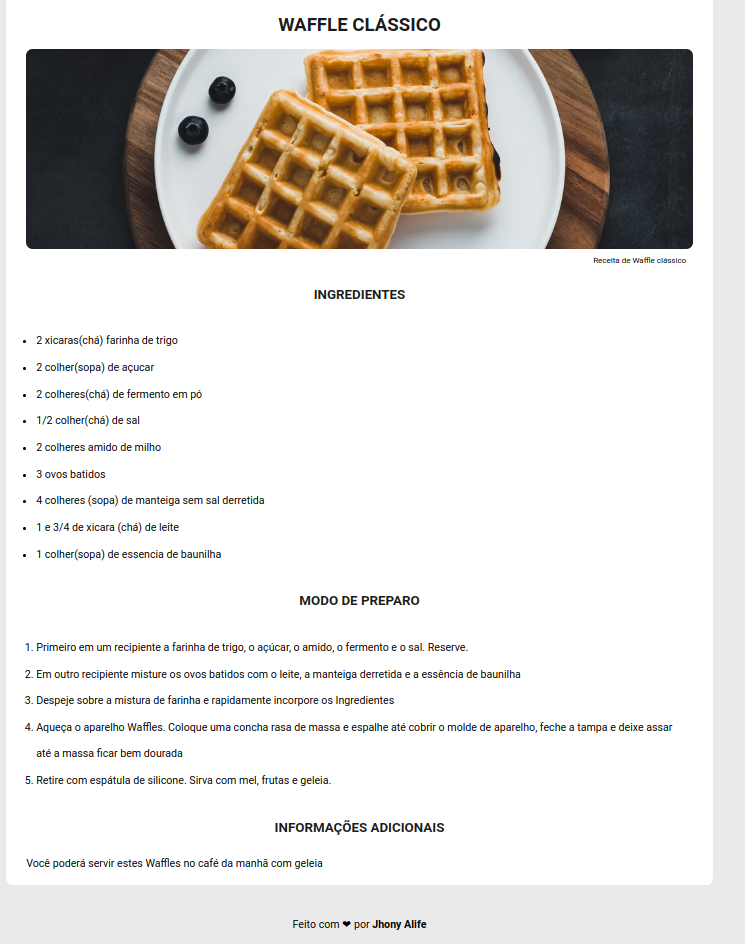 WAFFLE CLÁSSICO
Receita de Waffle clássico
INGREDIENTES
• 2 xicaras(chá) farinha de trigo
• 2 colher(sopa) de açucar
• 2 colheres(chá) de fermento em pó
• 1/2 colher(chá) de sal
• 2 colheres amido de milho
• 3 ovos batidos
• 4 colheres (sopa) de manteiga sem sal derretida
• 1 e 3/4 de xicara (chá) de leite
• 1 colher(sopa) de essencia de baunilha
MODO DE PREPARO
1. Primeiro em um recipiente a farinha de trigo, o açúcar, o amido, o fermento e o sal. Reserve.
2. Em outro recipiente misture os ovos batidos com o leite, a manteiga derretida e a essência de baunilha
3. Despeje sobre a mistura de farinha e rapidamente incorpore os Ingredientes
4. Aqueça o aparelho Waffles. Coloque uma concha rasa de massa e espalhe até cobrir o molde de aparelho, feche a tampa e deixe assar
até a massa ficar bem dourada
5. Retire com espátula de silicone. Sirva com mel, frutas e geleia.
INFORMAÇÕES ADICIONAIS
Você poderá servir estes Waffles no café da manhã com geleia
Feito com ❤ por Jhony Alife